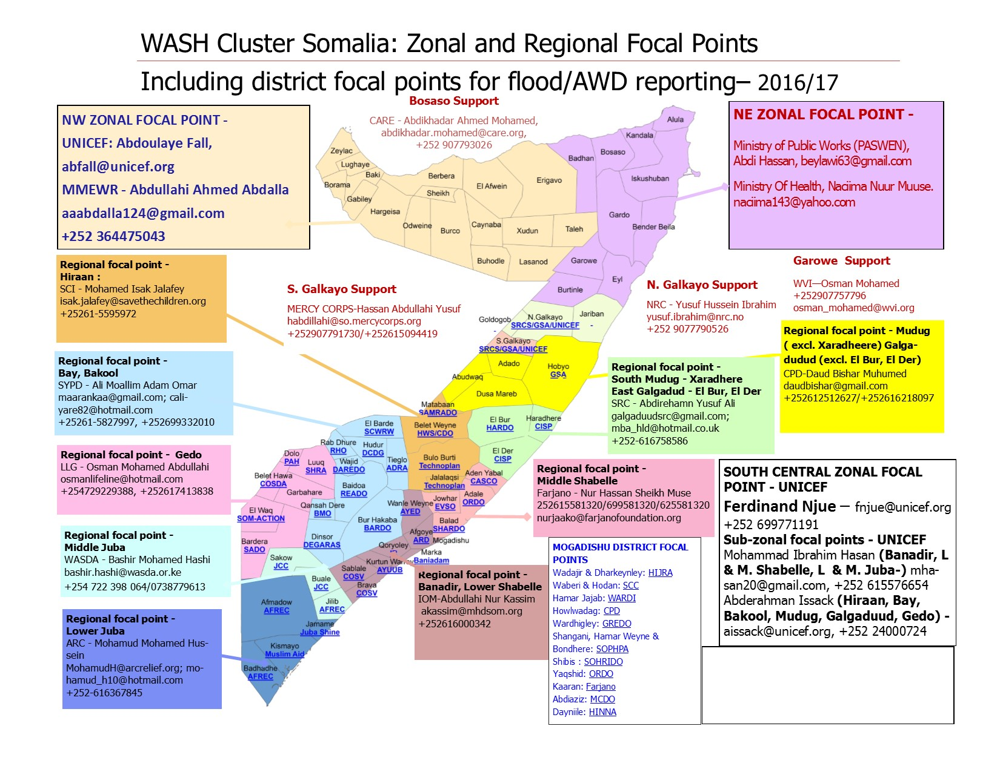 WASH Cluster Somalia: Zonal and Regional Focal Points
Including district focal points for flood/AWD reporting– 2016/17
Bosaso Support
CARE - Abdikhadar Ahmed Mohamed,
abdikhadar.mohamed@care.org,
+252 907793026
NW ZONAL FOCAL POINT -
UNICEF: Abdoulaye Fall,
abfall@unicef.org
MMEWR - Abdullahi Ahmed Abdalla
aaabdalla124@gmail.com
+252 364475043
NE ZONAL FOCAL POINT -
Ministry of Public Works (PASWEN),
Abdi Hassan, beylawi63@gmail.com
Ministry Of Health, Naciima Nuur Muuse.
naciima143@yahoo.com
Garowe Support
WVI—Osman Mohamed
+252907757796
osman_mohamed@wvi.org
N. Galkayo Support
NRC - Yusuf Hussein Ibrahim
yusuf.ibrahim@nrc.no
+252 9077790526
S. Galkayo Support
MERCY CORPS-Hassan Abdullahi Yusuf
habdillahi@so.mercycorps.org
+252907791730/+252615094419
Regional focal point -
Hiraan :
SCI - Mohamed Isak Jalafey
isak.jalafey@savethechildren.org
+25261-5595972
Regional focal point -
Bay, Bakool
SYPD - Ali Moallim Adam Omar
maarankaa@gmail.com; cali-
yare82@hotmail.com
+25261-5827997, +252699332010
Regional focal point - Gedo
LLG - Osman Mohamed Abdullahi
osmanlifeline@hotmail.com
+254729229388, +252617413838
Regional focal point -
Middle Juba
WASDA - Bashir Mohamed Hashi
bashir.hashi@wasda.or.ke
+254 722 398 064/0738779613
Regional focal point -
Lower Juba
ARC - Mohamud Mohamed Hus-
sein
MohamudH@arcrelief.org; mo-
hamud_h10@hotmail.com
+252-616367845
Regional focal point - Mudug
( excl. Xaradheere) Galga-
dudud (excl. El Bur, El Der)
CPD-Daud Bishar Muhumed
daudbishar@gmail.com
+252612512627/+252616218097
Regional focal point -
South Mudug - Xaradhere
East Galgadud - El Bur, El Der
SRC - Abdirehamn Yusuf Ali
galgaduudsrc@gmail.com;
mba_hld@hotmail.co.uk
+252-616758586
Regional focal point -
Middle Shabelle
Farjano - Nur Hassan Sheikh Muse
252615581320/699581320/625581320
nurjaako@farjanofoundation.org
Regional focal point -
Banadir, Lower Shabelle
IOM-Abdullahi Nur Kassim
akassim@mhdsom.org
+252616000342
MOGADISHU DISTRICT FOCAL
POINTS
Wadajir & Dharkeynley: HIJRA
Waberi & Hodan: SCC
Hamar Jajab: WARDI
Howlwadag: CPD
Wardhigley: GREDO
Shangani, Hamar Weyne &
Bondhere: SOPHPA
Shibis : SOHRIDO
Yaqshid: ORDO
Kaaran: Farjano
Abdiaziz: MCDO
Dayniile: HINNA
SOUTH CENTRAL ZONAL FOCAL
POINT - UNICEF
Ferdinand Njue – fnjue@unicef.org
+252 699771191
Sub-zonal focal points - UNICEF
Mohammad Ibrahim Hasan (Banadir, L
& M. Shabelle, L & M. Juba-) mha-
san20@gmail.com, +252 615576654
Abderahman Issack (Hiraan, Bay,
Bakool, Mudug, Galgaduud, Gedo) -
aissack@unicef.org, +252 24000724
Zeylac
Lughaye
Baki
Borama
Gabiley
Hargeisa
Berbera
Sheikh
Odweine
Burco
El Afwein
Caynaba
Erigavo
Xudun
Taleh
Buhodle
Lasanod
Badhan
Bosaso
Kandala
Alula
Iskushuban
Gardo
Bender Beila
Garowe
Eyl
Burtinle
Goldogob
-
N.Galkayo
SRCS/GSA/UNICEF
Jariban
-
S.Galkayo
SRCS/GSA/UNICEF
Adado
Hobyo
GSA
Abudwaq
Dusa Mareb
Matabaan
SAMRADO
Belet Weyne
HWS/CDO
El Bur
HARDO
Haradhere
CISP
El Der
CISP
El Barde
SCWRW
Rab Dhure
RHO
Hudur
DCDG
Wajid
DAREDO
Tieglo
ADRA
Bulo Burti
Technoplan
Jalalaqsi
Technoplan
Aden Yabal
CASCO
Adale
ORDO
Jowhar
EVSO
Balad
SHARDO
Dolo
PAH
Luuq
SHRA
Belet Hawa
COSDA
Garbahare
El Waq
SOM-ACTION
Bardera
SADO
Baidoa
READO
Qansah Dere
BMO
Bur Hakaba
BARDO
Dinsor
DEGARAS
Wanle Weyne
AYED
Afgoye
ARD
Mogadishu
Qoryoley
Marka
Baniadam
Kurtun Warrey
AYUUB
Sablale
COSV
Brava
COSV
Sakow
JCC
Buale
JCC
Jilib
AFREC
Afmadow
AFREC
Jamame
Juba Shine
Kismayo
Muslim Aid
Badhadhe
AFREC